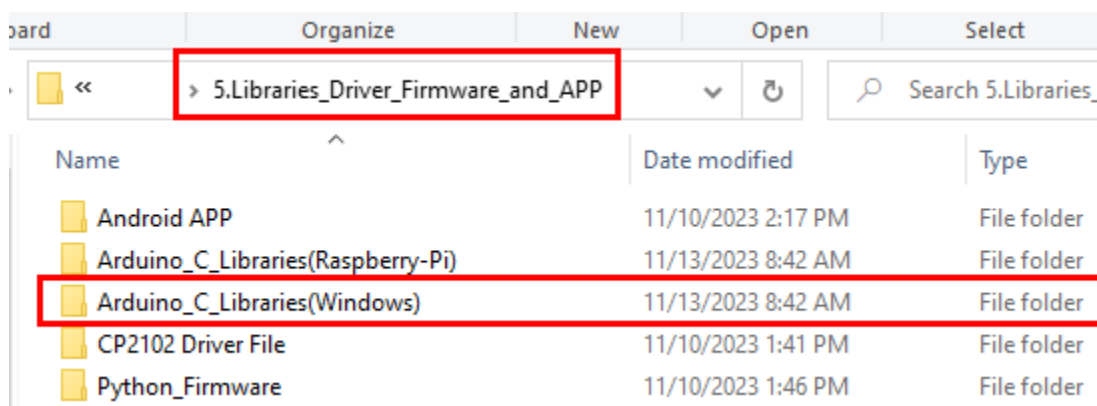 Organize New Open Select
« > 5.Libraries_Driver_Firmware_and_APP Search 5.Libraries_
Name Date modified Type
Android APP 11/10/2023 2:17 PM File folder
Arduino_C_Libraries(Raspberry-Pi) 11/13/2023 8:42 AM File folder
Arduino_C_Libraries(Windows) 11/13/2023 8:42 AM File folder
CP2102 Driver File 11/10/2023 1:41 PM File folder
Python_Firmware 11/10/2023 1:46 PM File folder